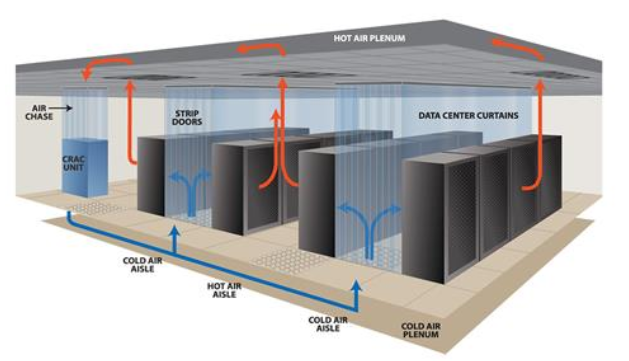 HOT AIR PLENUM
AIR
CHASE
STRIP
DOORS
DATA CENTER CURTAINS
CRAC
UNIT
COLD AIR
AISLE
HOT AIR
AISLE
COLD AIR
AISLE
COLD AIR
PLENUM